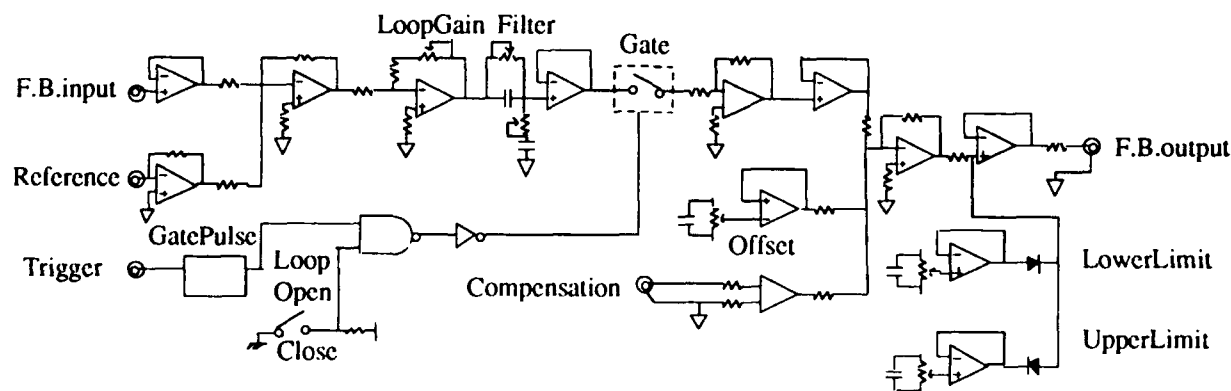 LoopGain Filter
Gate
F.B.input
Reference
F.B.output
GatePulse
Trigger
Loop
Open
Close
Offset
Compensation
LowerLimit
UpperLimit